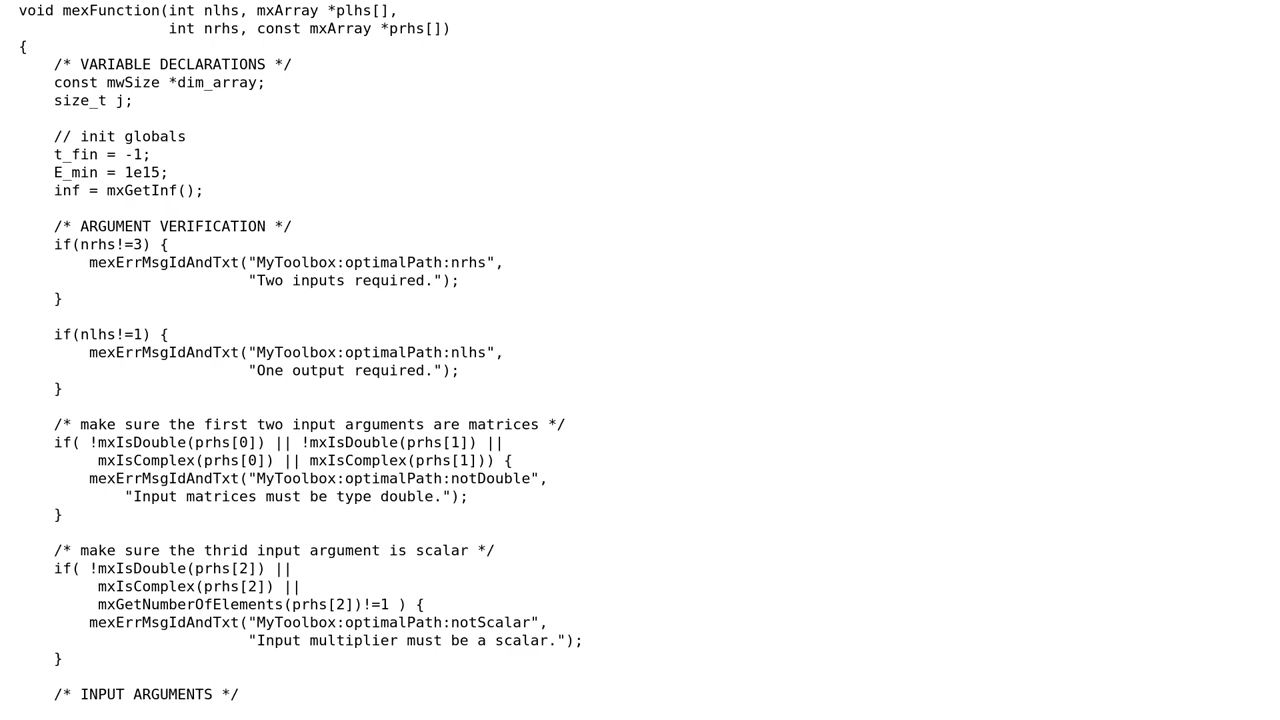 void mexFunction(int nlhs, mxArray *plhs[],
                 int nrhs, const mxArray *prhs[])
{
    /* VARIABLE DECLARATIONS */
    const mwSize *dim_array;
    size_t j;

    // init globals
    t_fin = -1;
    E_min = 1e15;
    inf = mxGetInf();

    /* ARGUMENT VERIFICATION */
    if(nrhs!=3) {
        mexErrMsgIdAndTxt("MyToolbox:optimalPath:nrhs",
                          "Two inputs required.");
    }

    if(nlhs!=1) {
        mexErrMsgIdAndTxt("MyToolbox:optimalPath:nlhs",
                          "One output required.");
    }

    /* make sure the first two input arguments are matrices */
    if( !mxIsDouble(prhs[0]) || !mxIsDouble(prhs[1]) ||
         mxIsComplex(prhs[0]) || mxIsComplex(prhs[1])) {
        mexErrMsgIdAndTxt("MyToolbox:optimalPath:notDouble",
            "Input matrices must be type double.");
    }

    /* make sure the thrid input argument is scalar */
    if( !mxIsDouble(prhs[2]) ||
         mxIsComplex(prhs[2]) ||
         mxGetNumberOfElements(prhs[2])!=1 ) {
        mexErrMsgIdAndTxt("MyToolbox:optimalPath:notScalar",
                          "Input multiplier must be a scalar.");
    }

    /* INPUT ARGUMENTS */